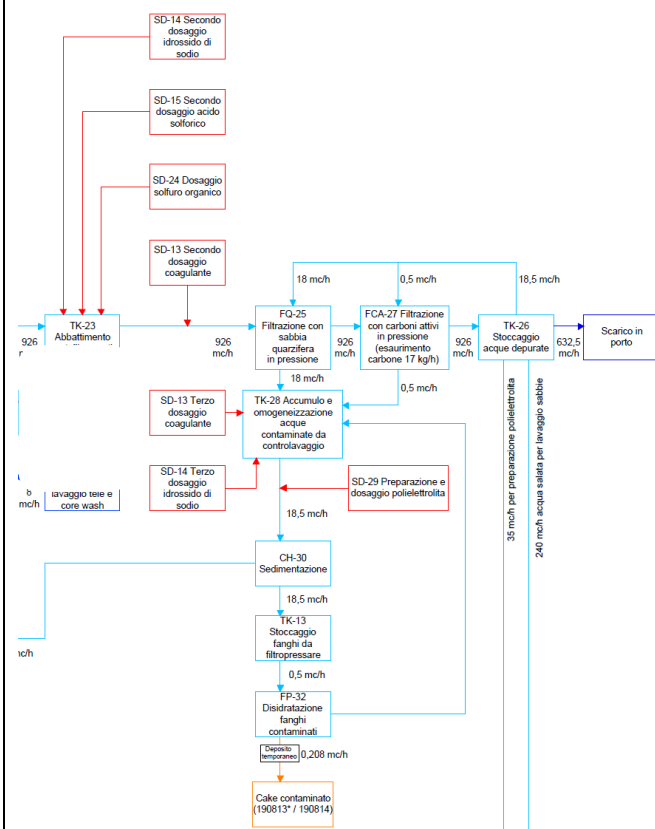 SD-14 Secondo
dosaggio
idrossido di
sodio
SD-15 Secondo
dosaggio acido
solforico
SD-24 Dosaggio
solfuro organico
SD-13 Secondo
dosaggio
coagulante
18 mc/h
0,5 mc/h
18,5 mc/h
TK-23
Abbattimento
926
926
mc/h
FQ-25
Filtrazione con
sabbia
quarzifera
in pressione
926
mc/h
FCA-27 Filtrazione
con carboni attivi
in pressione
(esaurimento
carbone 17 kg/h)
926
mc/h
TK-26
Stoccaggio
acque depurate
632,5
mc/h
Scarico in
porto
18 mc/h
0,5 mc/h
SD-13 Terzo
dosaggio
coagulante
TK-28 Accumulo e
omogeneizzazione
acque
contaminate da
controlavaggio
35 mc/h per preparazione polielettrolita
240 mc/h acqua salata per lavaggio sabbie
mc/h
lavaggio tele e
core wash
SD-14 Terzo
dosaggio
idrossido di
sodio
SD-29 Preparazione e
dosaggio polielettrolita
18,5 mc/h
CH-30
Sedimentazione
18,5 mc/h
TK-13
Stoccaggio
fanghi da
filtropressare
0,5 mc/h
FP-32
Disidratazione
fanghi
contaminati
Deposito
temporaneo
0,208 mc/h
Cake contaminato
(190813* / 190814)